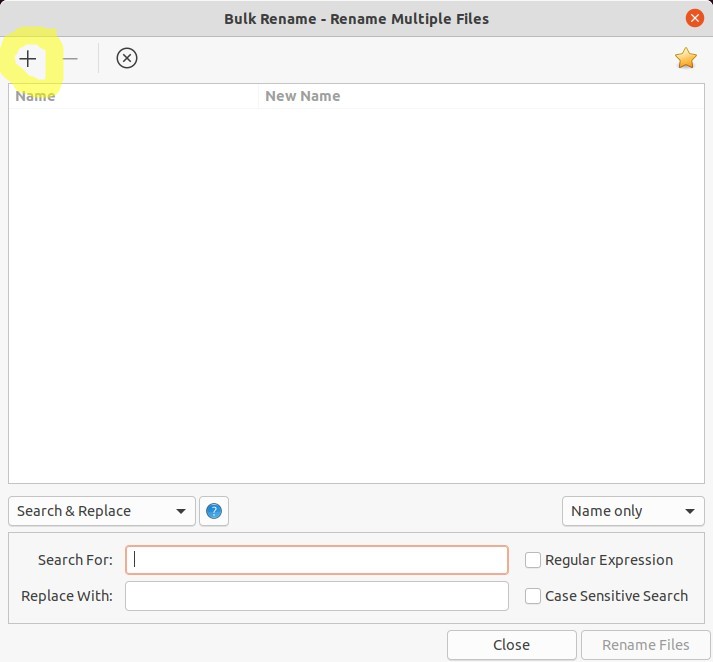 Bulk Rename - Rename Multiple Files
Name New Name
Search & Replace ? Name only
Search For: Regular Expression
Replace With: Case Sensitive Search
Close Rename Files